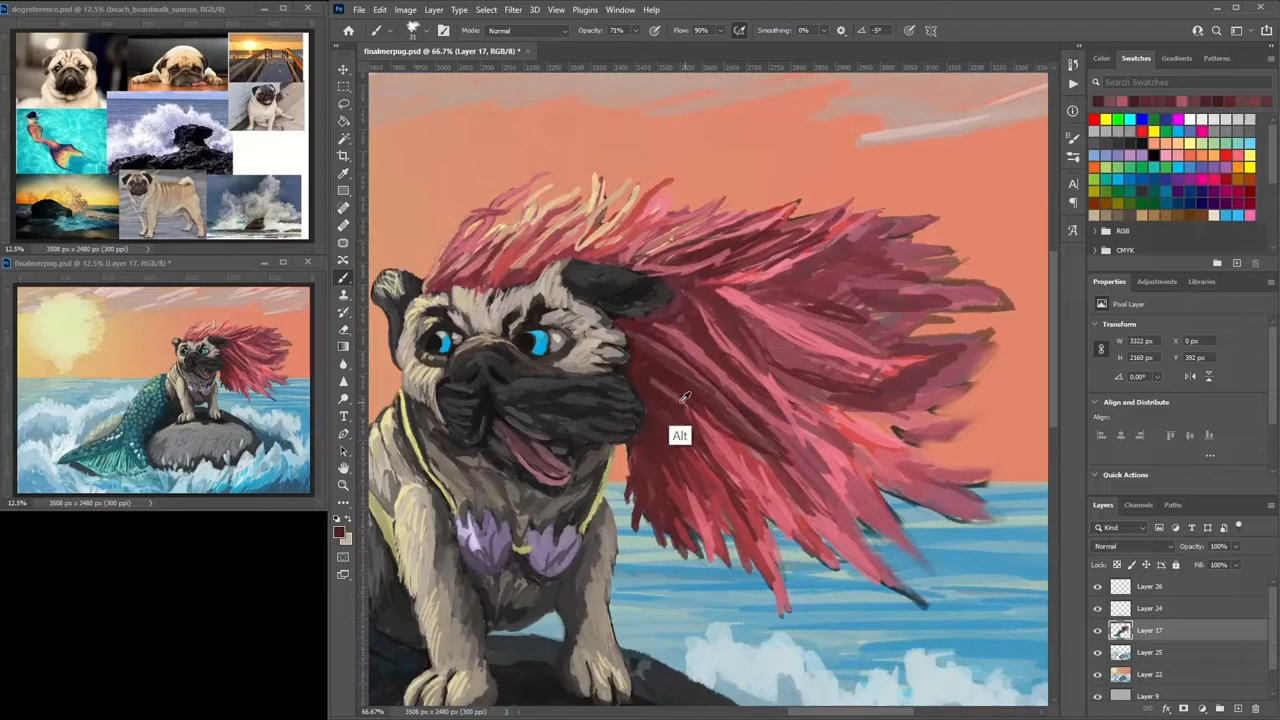 dogreference.psd @ 12.5% (beach_boardwalk_sunrise, RGB/8)
12.5% 3508 px x 2480 px (300 ppi)
finalmerpug.psd @ 12.5% (Layer 17, RGB/8) *
12.5% 3508 px x 2480 px (300 ppi)
File Edit Image Layer Type Select Filter 3D View Plugins Window Help
31 Mode: Normal Opacity: 71% Flow: 90% Smoothing: 0% -5°
finalmerpug.psd @ 66.7% (Layer 17, RGB/8) *
Alt
66.67% 3508 px x 2480 px (300 ppi)
Color Swatches Gradients Patterns
Search Swatches
RGB
CMYK
Properties Adjustments Libraries
Pixel Layer
Transform
W 3322 px X 0 px
H 2160 px Y 392 px
0.00°
Align and Distribute
Align:
Quick Actions
Layers Channels Paths
Kind
Normal Opacity: 100%
Lock: Fill: 100%
Layer 26
Layer 24
Layer 17
Layer 25
Layer 22
Layer 9